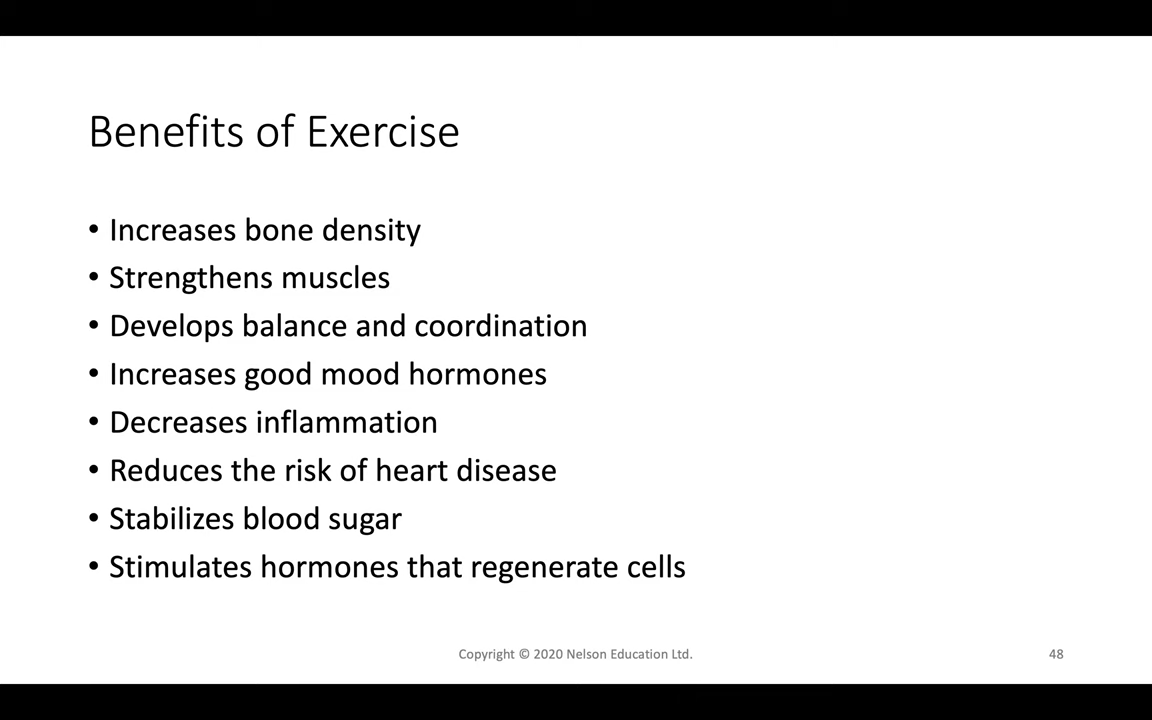 Benefits of Exercise
• Increases bone density
• Strengthens muscles
• Develops balance and coordination
• Increases good mood hormones
• Decreases inflammation
• Reduces the risk of heart disease
• Stabilizes blood sugar
• Stimulates hormones that regenerate cells
Copyright © 2020 Nelson Education Ltd.
48